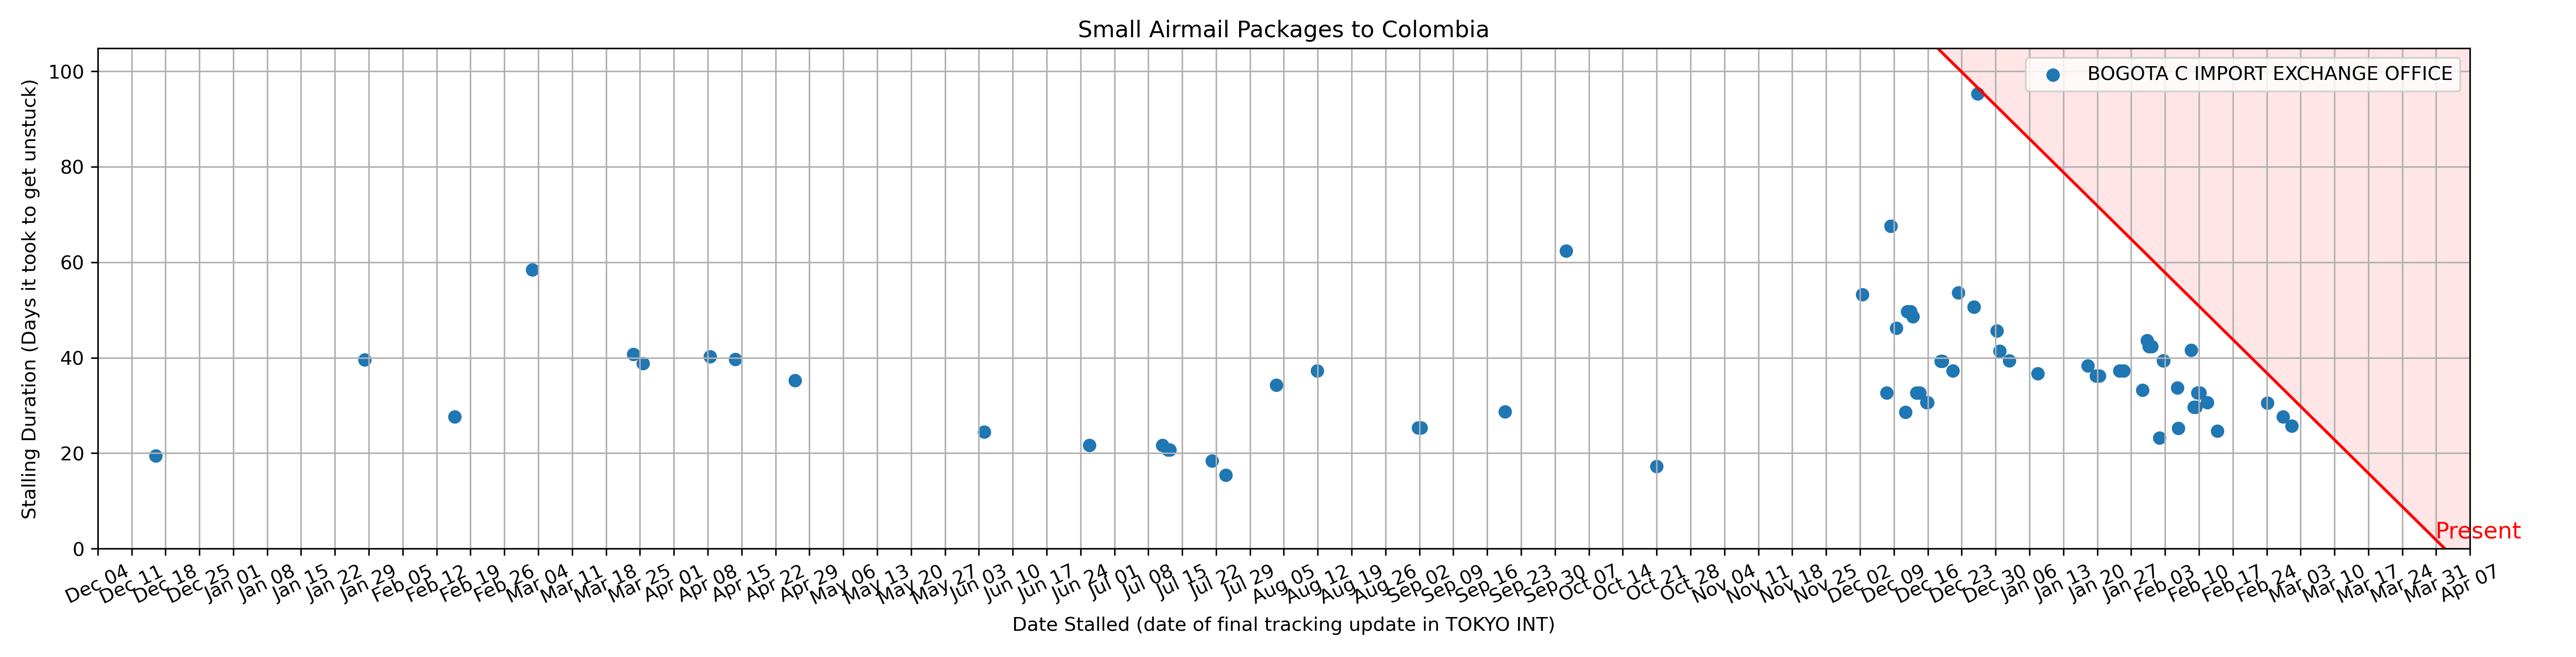 Small Airmail Packages to Colombia
Stalling Duration (Days it took to get unstuck)
100
80
60
40
20
0
BOGOTA C IMPORT EXCHANGE OFFICE
Present
Dec 04
Dec 11
Dec 18
Dec 25
Jan 01
Jan 08
Jan 15
Jan 22
Jan 29
Feb 05
Feb 12
Feb 19
Feb 26
Mar 04
Mar 11
Mar 18
Mar 25
Apr 01
Apr 08
Apr 15
Apr 22
Apr 29
May 06
May 13
May 20
May 27
Jun 03
Jun 10
Jun 17
Jun 24
Jul 01
Jul 08
Jul 15
Jul 22
Jul 29
Aug 05
Aug 12
Aug 19
Aug 26
Sep 02
Sep 09
Sep 16
Sep 23
Sep 30
Oct 07
Oct 14
Oct 21
Oct 28
Nov 04
Nov 11
Nov 18
Nov 25
Dec 02
Dec 09
Dec 16
Dec 23
Dec 30
Jan 06
Jan 13
Jan 20
Jan 27
Feb 03
Feb 10
Feb 17
Feb 24
Mar 03
Mar 10
Mar 17
Mar 24
Mar 31
Apr 07
Date Stalled (date of final tracking update in TOKYO INT)